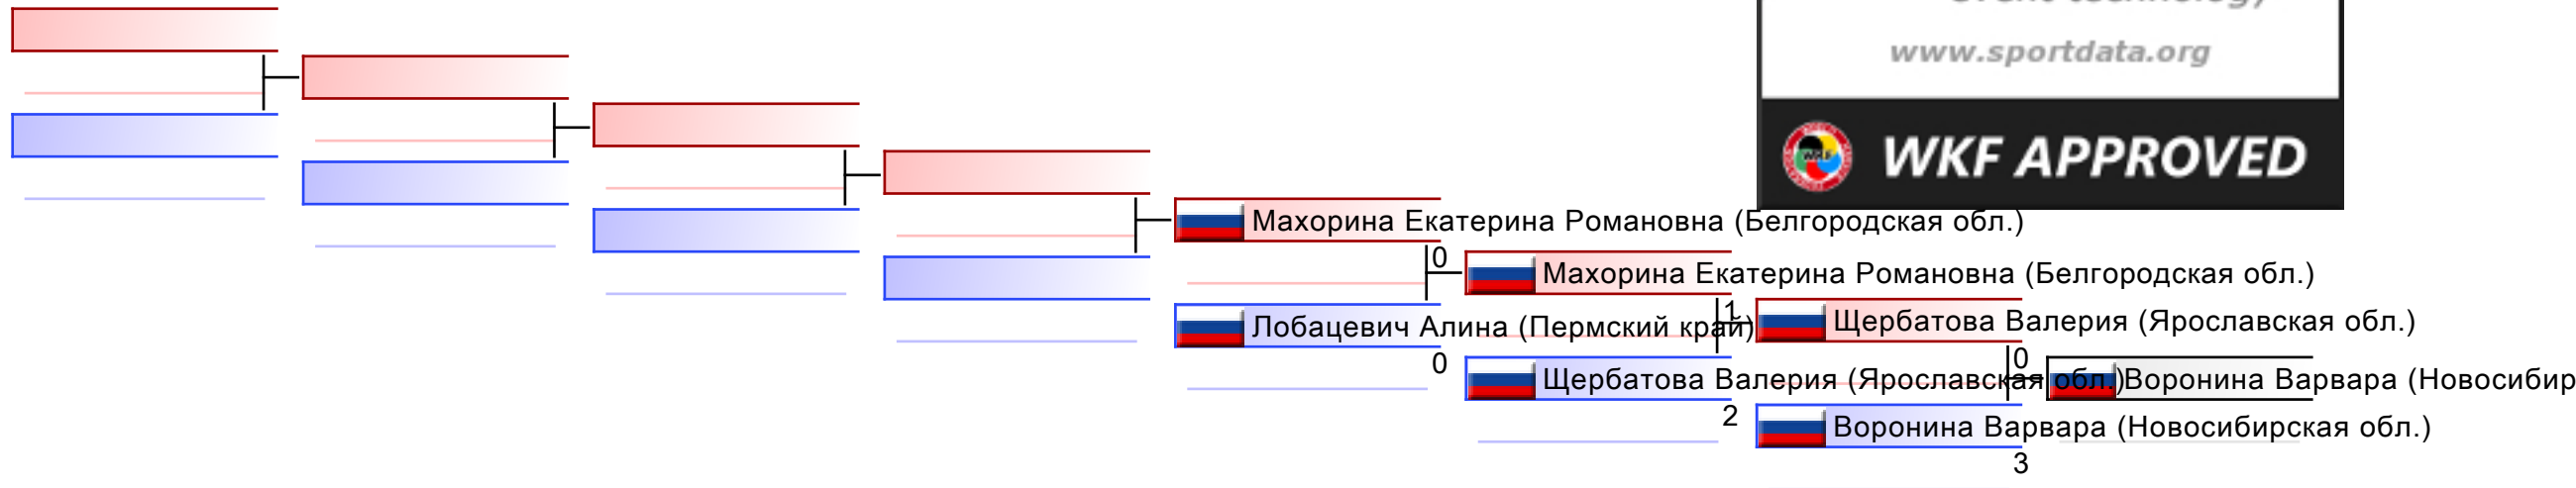 event technology
www.sportdata.org
WKF APPROVED
Махорина Екатерина Романовна (Белгородская обл.)
0
Махорина Екатерина Романовна (Белгородская обл.)
1
Лобацевич Алина (Пермский край)
Щербатова Валерия (Ярославская обл.)
0
0
Щербатова Валерия (Ярославская обл.)
Воронина Варвара (Новосибир
2
Воронина Варвара (Новосибирская обл.)
3